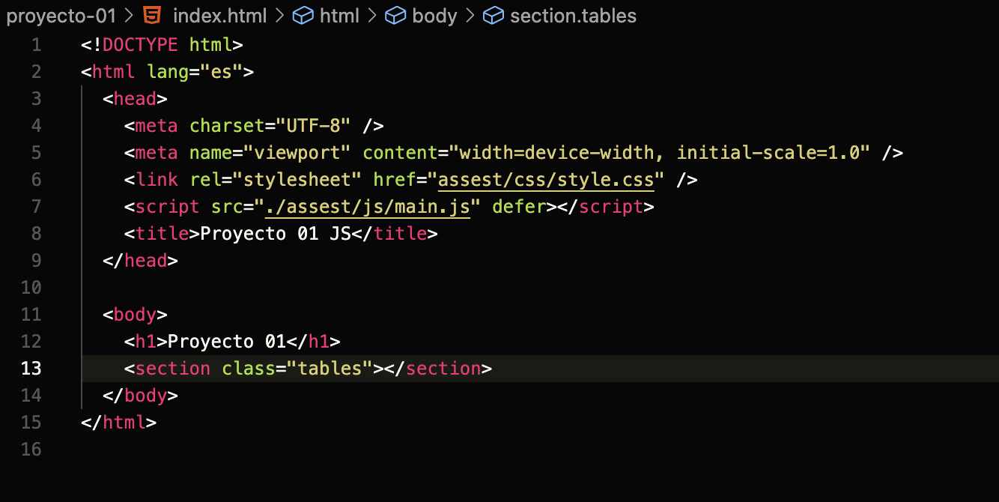 proyecto-01 > index.html > html > body > section.tables
1 <!DOCTYPE html>
2 <html lang="es">
3 <head>
4 <meta charset="UTF-8" />
5 <meta name="viewport" content="width=device-width, initial-scale=1.0" />
6 <link rel="stylesheet" href="assest/css/style.css" />
7 <script src="./assest/js/main.js" defer></script>
8 <title>Proyecto 01 JS</title>
9 </head>
10
11 <body>
12 <h1>Proyecto 01</h1>
13 <section class="tables"></section>
14 </body>
15 </html>
16